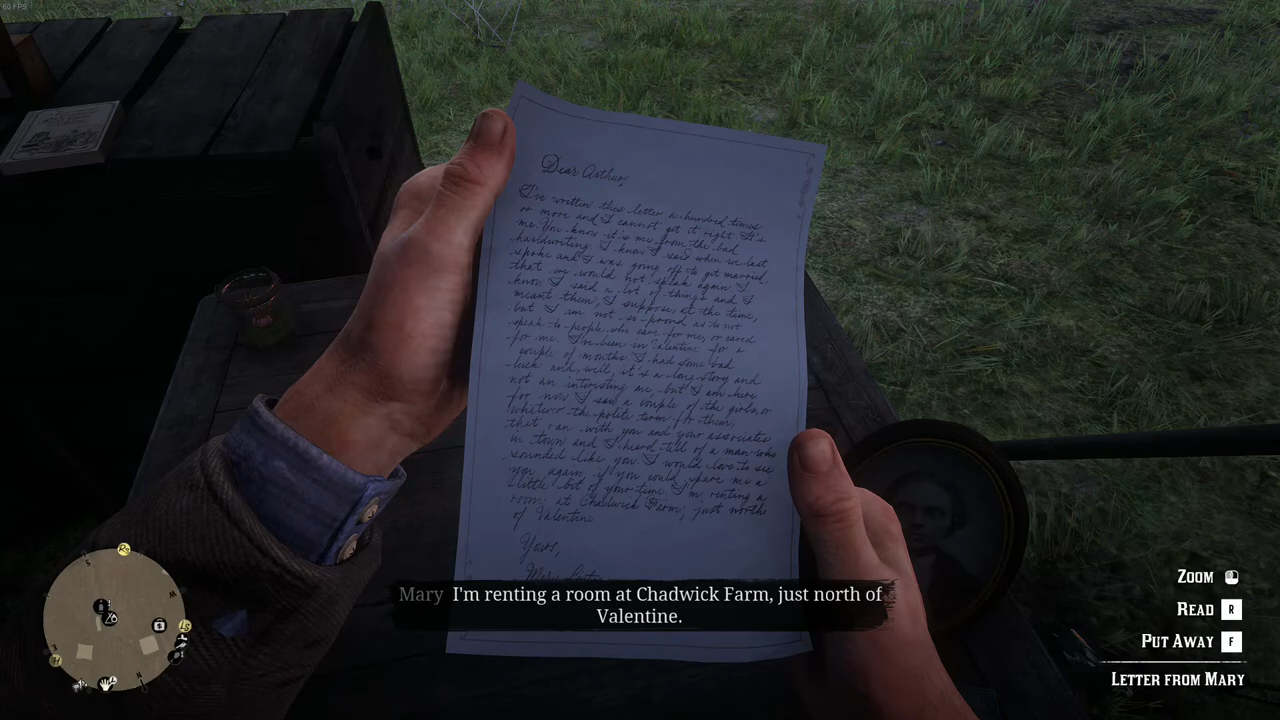 60 FPS
Dear Arthur,
I've written this letter a hundred times
or more and I cannot get it right. It's
me. You know it's me from the bad
handwriting. I know I said when we last
spoke and I was going off to get married,
that we would not speak again. I
know I said a lot of things and I
meant them, I suppose, at the time,
but I am not so proud as to not
speak to people who care for me, or cared
for me. I've been in Valentine for a
couple of months. I had some bad
luck and, well, it's a long story and
not an interesting one, but I am here
for now. I saw a couple of the girls, or
whatever the polite term for them,
that ran with you and your associates
in town and I heard tell of a man who
sounded like you. I would love to see
you again, if you could spare me a
little bit of your time. I'm renting a
room at Chadwick Farm, just north
of Valentine.
Yours,
Mary
Mary I'm renting a room at Chadwick Farm, just north of
Valentine.
ZOOM
READ R
PUT AWAY F
LETTER FROM MARY